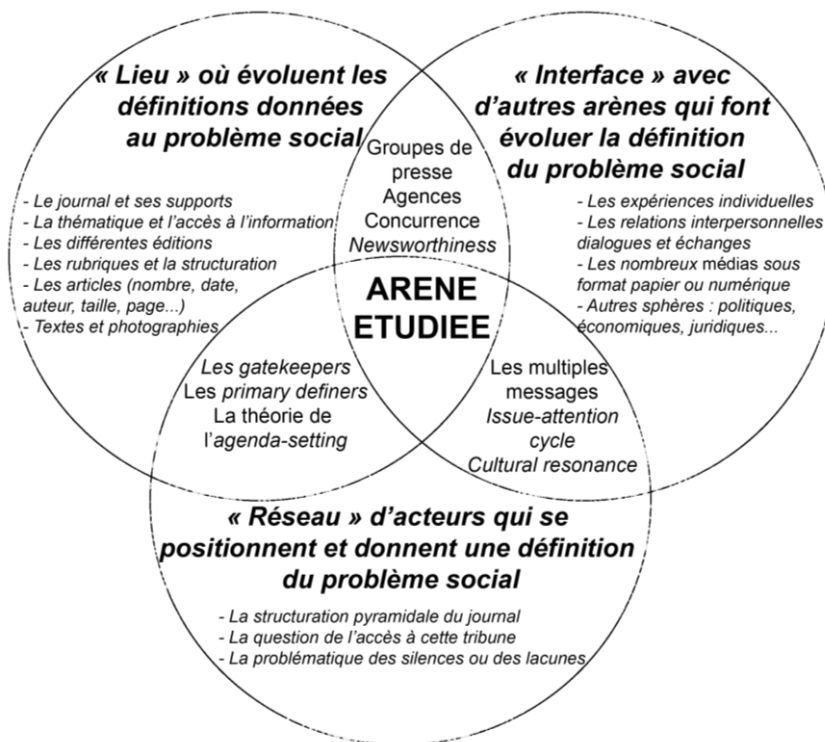 « Lieu » où évoluent les
définitions données
au problème social
- Le journal et ses supports
- La thématique et l'accès à l'information
- Les différentes éditions
- Les rubriques et la structuration
- Les articles (nombre, date,
auteur, taille, page...)
- Textes et photographies
Groupes de
presse
Agences
Concurrence
Newsworthiness
« Interface » avec
d'autres arènes qui font
évoluer la définition
du problème social
- Les expériences individuelles
- Les relations interpersonnelles
dialogues et échanges
- Les nombreux médias sous
format papier ou numérique
- Autres sphères : politiques,
économiques, juridiques...
ARENE
ETUDIEE
Les gatekeepers
Les primary definers
La théorie de
l'agenda-setting
Les multiples
messages
Issue-attention
cycle
Cultural resonance
« Réseau » d'acteurs qui se
positionnent et donnent une définition
du problème social
- La structuration pyramidale du journal
- La question de l'accès à cette tribune
- La problématique des silences ou des lacunes